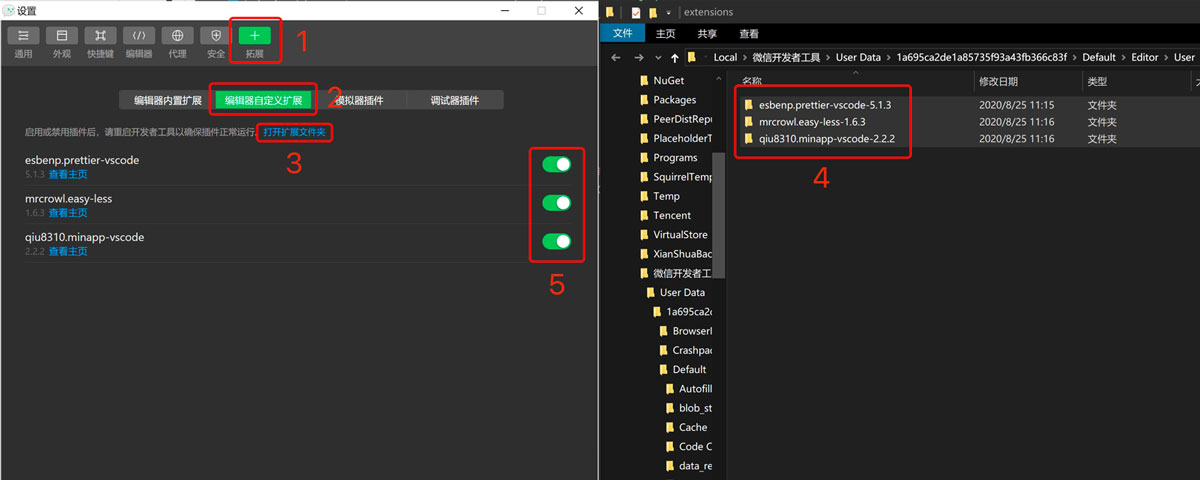 设置
通用 外观 快捷键 编辑器 代理 安全 拓展
1
编辑器内置扩展 编辑器自定义扩展 模拟器插件 调试器插件
2
启用或禁用插件后，请重启开发者工具以确保插件正常运行, 打开扩展文件夹
3
esbenp.prettier-vscode
5.1.3 查看主页
mrcrowl.easy-less
1.6.3 查看主页
qiu8310.minapp-vscode
2.2.2 查看主页
5
extensions
文件 主页 共享 查看
Local > 微信开发者工具 > User Data > 1a695ca2de1a85735f93a43fb366c83f > Default > Editor > User
NuGet
Packages
PeerDistRepu
PlaceholderT
Programs
SquirrelTemp
Temp
Tencent
VirtualStore
XianShuaBac
微信开发者工
User Data
1a695ca2d
Browserl
Crashpac
Default
Autofill
blob_st
Cache
Code C
data_re
名称 修改日期 类型
esbenp.prettier-vscode-5.1.3 2020/8/25 11:15 文件夹
mrcrowl.easy-less-1.6.3 2020/8/25 11:16 文件夹
qiu8310.minapp-vscode-2.2.2 2020/8/25 11:16 文件夹
4